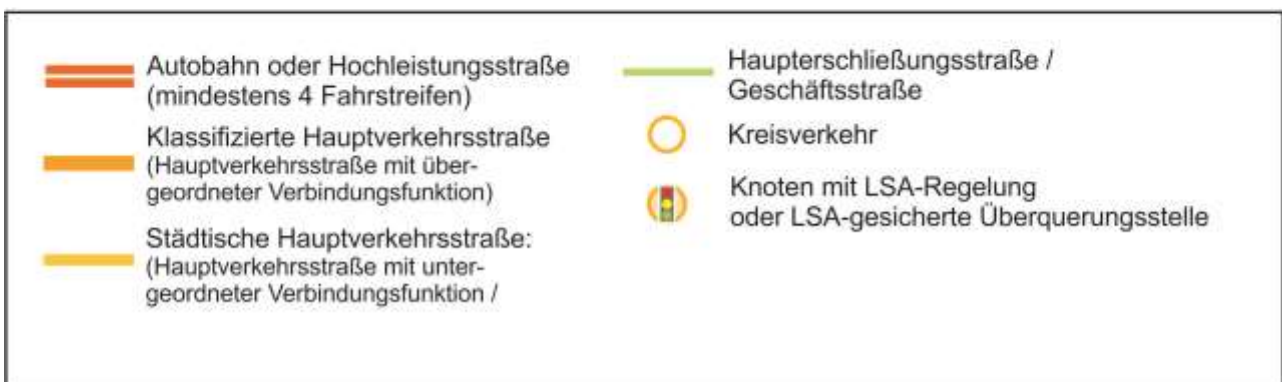 Autobahn oder Hochleistungsstraße
(mindestens 4 Fahrstreifen)
Klassifizierte Hauptverkehrsstraße
(Hauptverkehrsstraße mit über-
geordneter Verbindungsfunktion)
Städtische Hauptverkehrsstraße:
(Hauptverkehrsstraße mit unter-
geordneter Verbindungsfunktion /
Haupterschließungsstraße /
Geschäftsstraße
Kreisverkehr
Knoten mit LSA-Regelung
oder LSA-gesicherte Überquerungsstelle